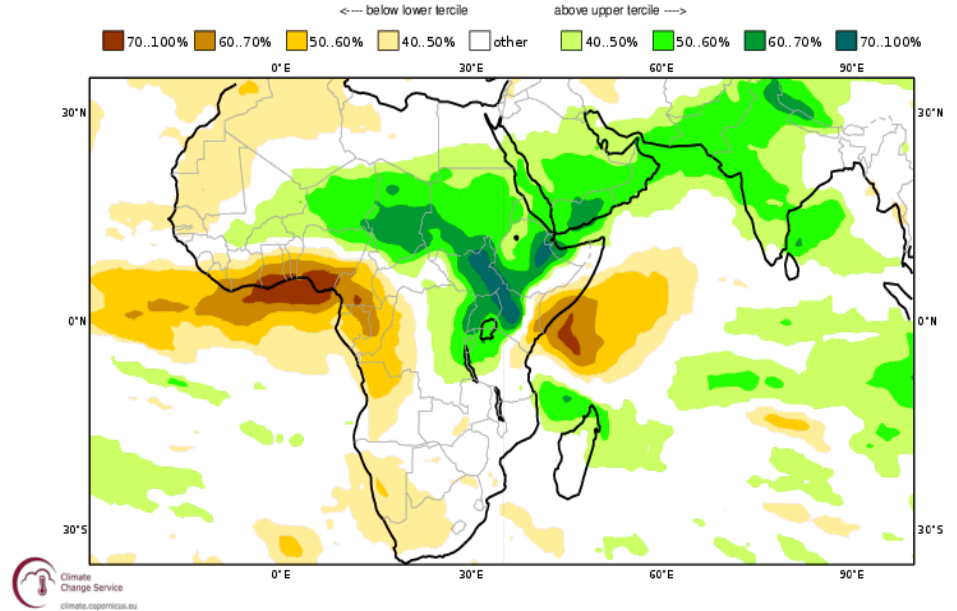 <---- below lower tercile above upper tercile ---->
70..100% 60..70% 50..60% 40..50% other 40..50% 50..60% 60..70% 70..100%
0°E 30°E 60°E 90°E
30°N 30°N
0°N 0°N
30°S 30°S
0°E 30°E 60°E 90°E
Climate
Change Service
climate.copernicus.eu